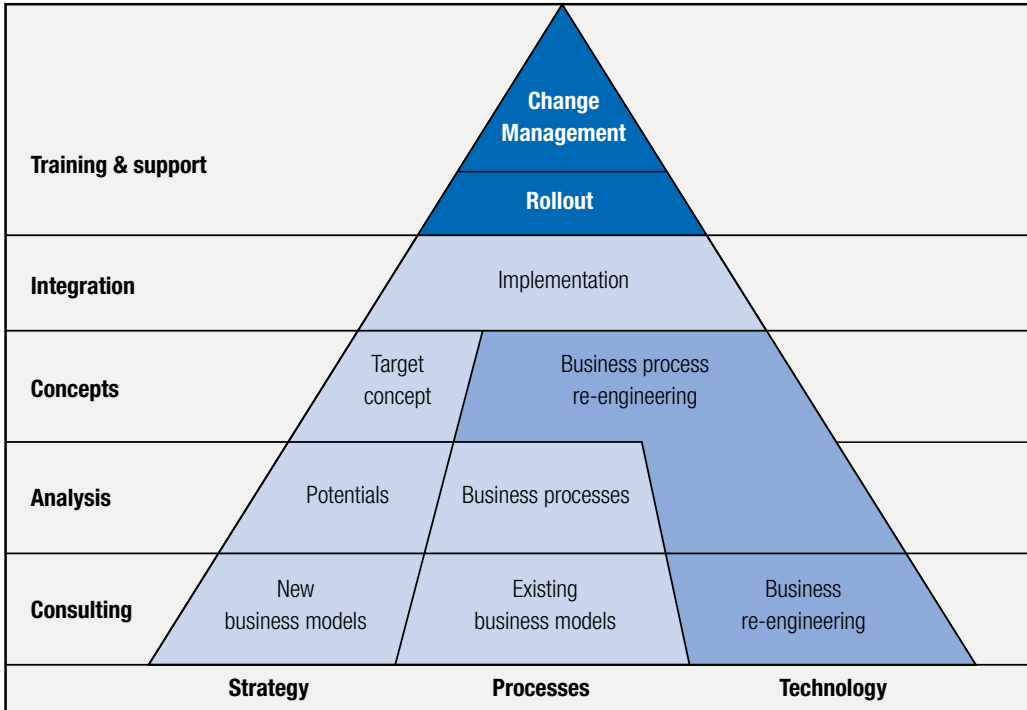 Change
Management
Training & support
Rollout
Integration
Implementation
Concepts
Target
concept
Business process
re-engineering
Analysis
Potentials
Business processes
Consulting
New
business models
Existing
business models
Business
re-engineering
Strategy
Processes
Technology